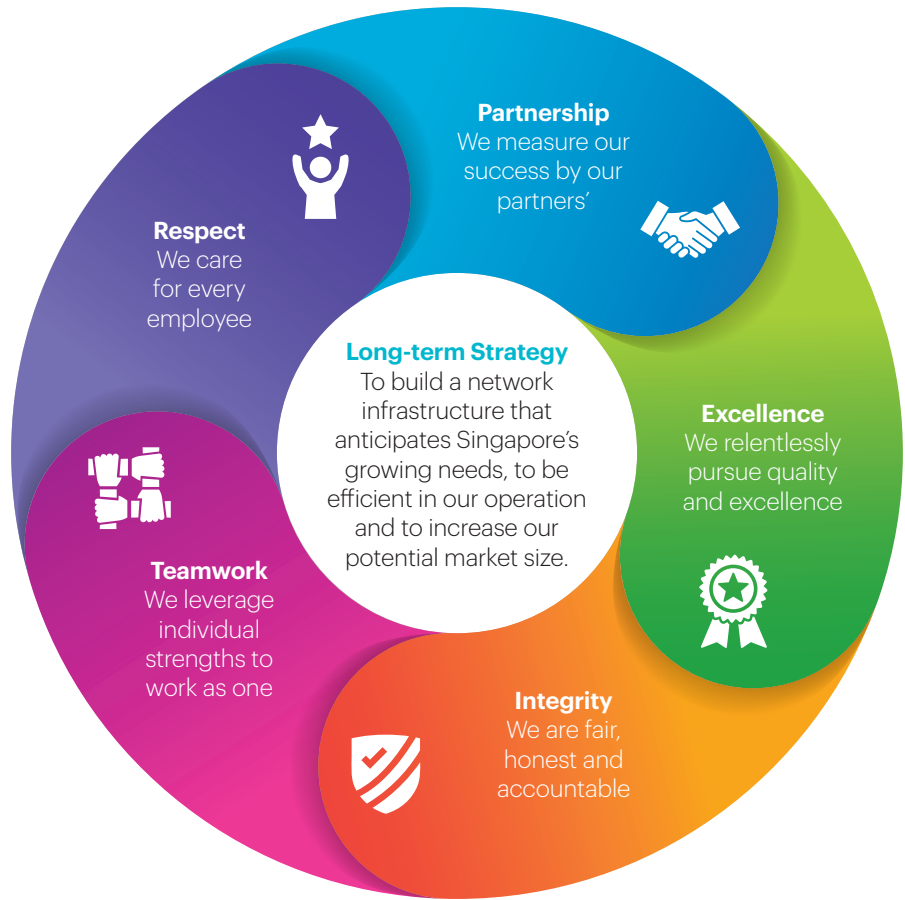 Partnership
We measure our
success by our
partners’
Respect
We care
for every
employee
Long-term Strategy
To build a network
infrastructure that
anticipates Singapore’s
growing needs, to be
efficient in our operation
and to increase our
potential market size.
Excellence
We relentlessly
pursue quality
and excellence
Teamwork
We leverage
individual
strengths to
work as one
Integrity
We are fair,
honest and
accountable